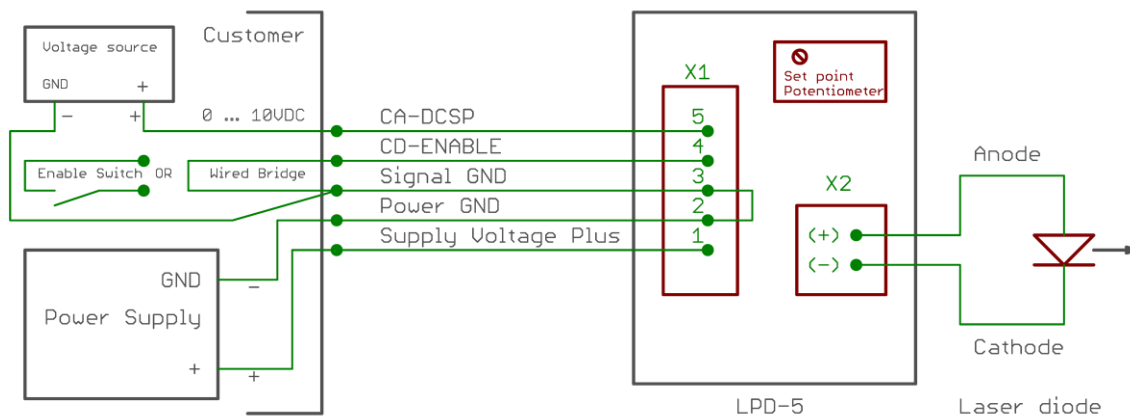 Voltage source
GND
+
−
+
Customer
0 ... 10VDC
Enable Switch OR
Wired Bridge
GND
−
Power Supply
+
+
CA-DCSP
CD-ENABLE
Signal GND
Power GND
Supply Voltage Plus
X1
5
4
3
2
1
Set point
Potentiometer
X2
(+)
(-)
LPD-5
Anode
Cathode
Laser diode